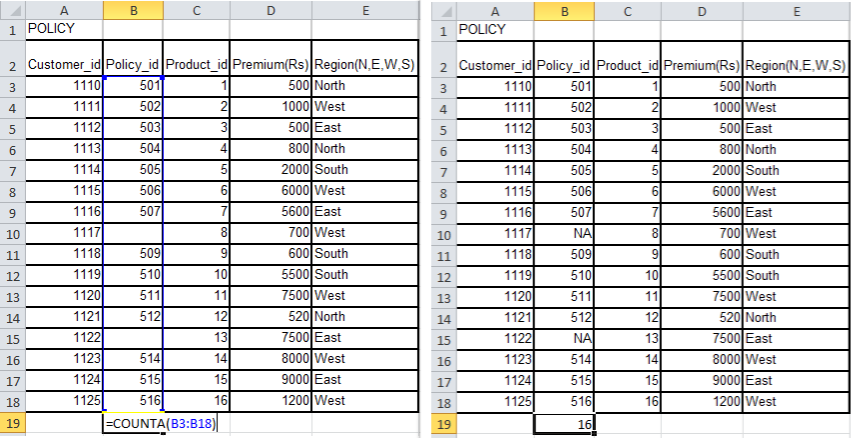 A B C D E
1 POLICY
2 Customer_id Policy_id Product_id Premium(Rs) Region(N,E,W,S)
3 1110 501 1 500 North
4 1111 502 2 1000 West
5 1112 503 3 500 East
6 1113 504 4 800 North
7 1114 505 5 2000 South
8 1115 506 6 6000 West
9 1116 507 7 5600 East
10 1117 8 700 West
11 1118 509 9 600 South
12 1119 510 10 5500 South
13 1120 511 11 7500 West
14 1121 512 12 520 North
15 1122 13 7500 East
16 1123 514 14 8000 West
17 1124 515 15 9000 East
18 1125 516 16 1200 West
19 =COUNTA(B3:B18)
A B C D E
1 POLICY
2 Customer_id Policy_id Product_id Premium(Rs) Region(N,E,W,S)
3 1110 501 1 500 North
4 1111 502 2 1000 West
5 1112 503 3 500 East
6 1113 504 4 800 North
7 1114 505 5 2000 South
8 1115 506 6 6000 West
9 1116 507 7 5600 East
10 1117 NA 8 700 West
11 1118 509 9 600 South
12 1119 510 10 5500 South
13 1120 511 11 7500 West
14 1121 512 12 520 North
15 1122 NA 13 7500 East
16 1123 514 14 8000 West
17 1124 515 15 9000 East
18 1125 516 16 1200 West
19 16